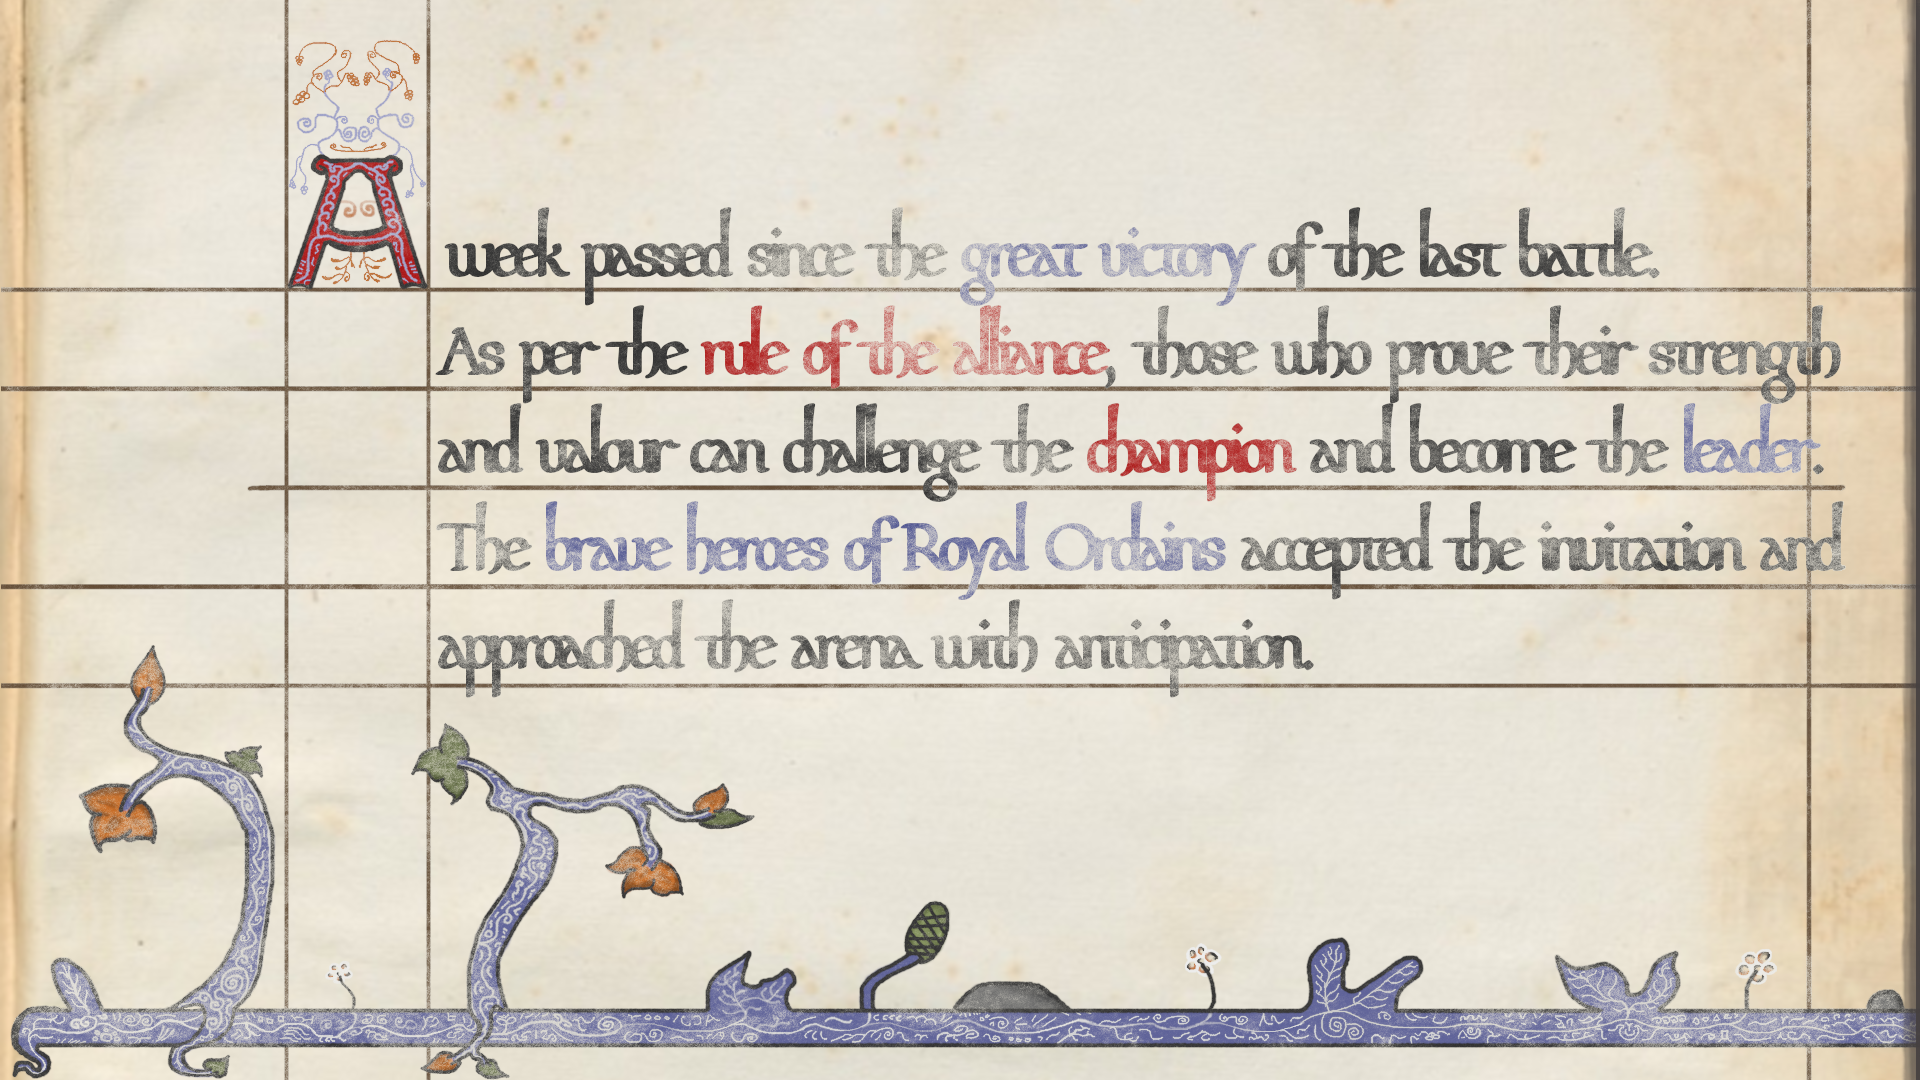 A week passed since the great victory of the last battle.
As per the rule of the alliance, those who prove their strength
and valour can challenge the champion and become the leader.
The brave heroes of Royal Ordains accepted the invitation and
approached the arena with anticipation.